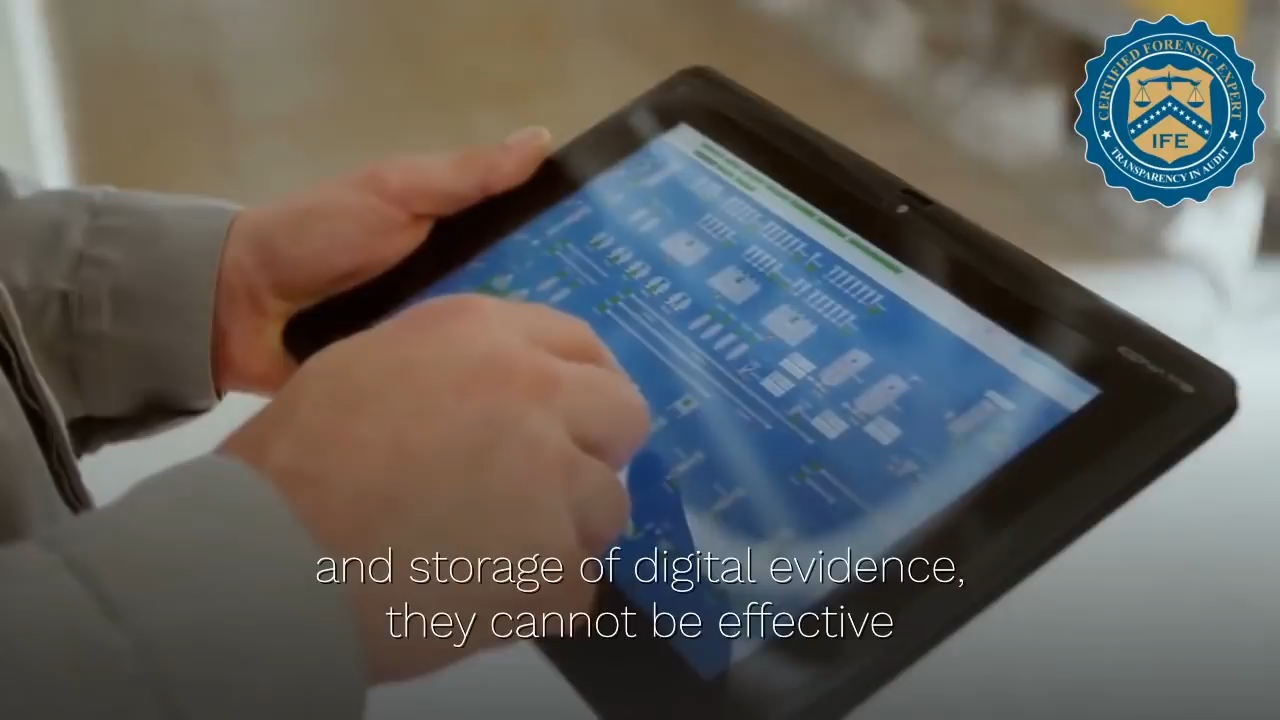 CERTIFIED FORENSIC EXPERT
IFE
TRANSPARENCY IN AUDIT
and storage of digital evidence,
they cannot be effective